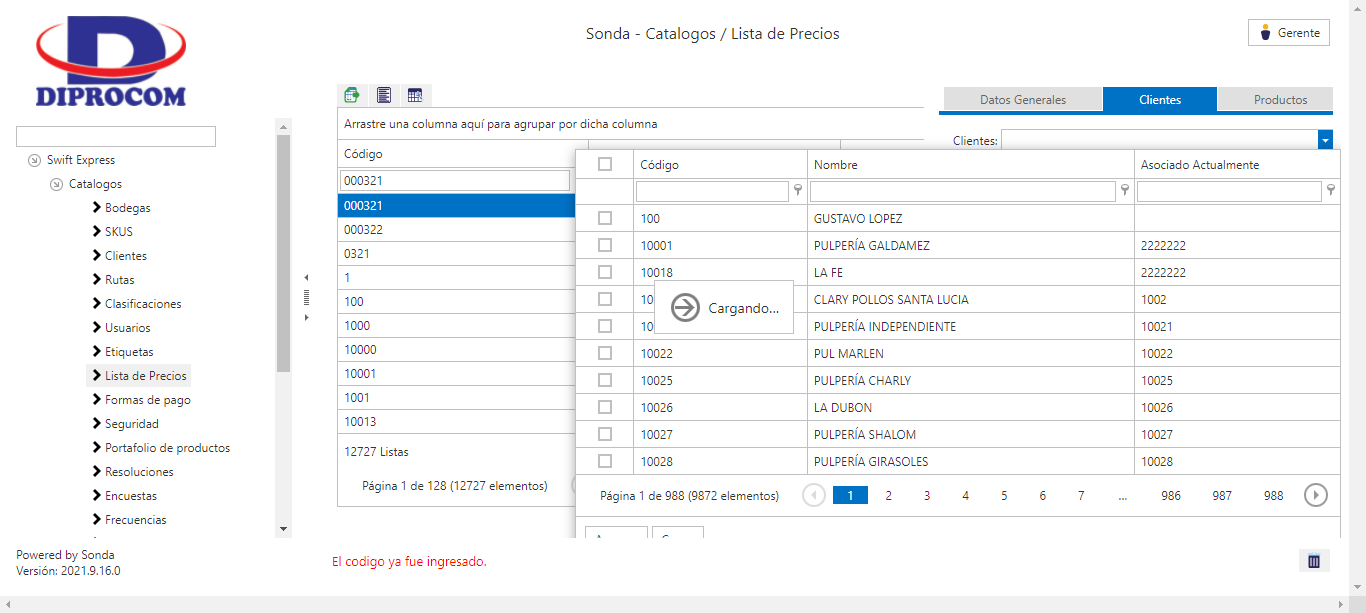 DIPROCOM
Sonda - Catalogos / Lista de Precios
Gerente
Swift Express
Catalogos
Bodegas
SKUS
Clientes
Rutas
Clasificaciones
Usuarios
Etiquetas
Lista de Precios
Formas de pago
Seguridad
Portafolio de productos
Resoluciones
Encuestas
Frecuencias
Powered by Sonda
Versión: 2021.9.16.0
Arrastre una columna aquí para agrupar por dicha columna
Código
000321
000321
000322
0321
1
100
1000
10000
10001
1001
10013
12727 Listas
Página 1 de 128 (12727 elementos)
El codigo ya fue ingresado.
Datos Generales Clientes Productos
Clientes:
Código Nombre Asociado Actualmente
100 GUSTAVO LOPEZ
10001 PULPERÍA GALDAMEZ 2222222
10018 LA FE 2222222
10 CLARY POLLOS SANTA LUCIA 1002
10 PULPERÍA INDEPENDIENTE 10021
10022 PUL MARLEN 10022
10025 PULPERÍA CHARLY 10025
10026 LA DUBON 10026
10027 PULPERÍA SHALOM 10027
10028 PULPERÍA GIRASOLES 10028
Cargando...
Página 1 de 988 (9872 elementos) 1 2 3 4 5 6 7 ... 986 987 988